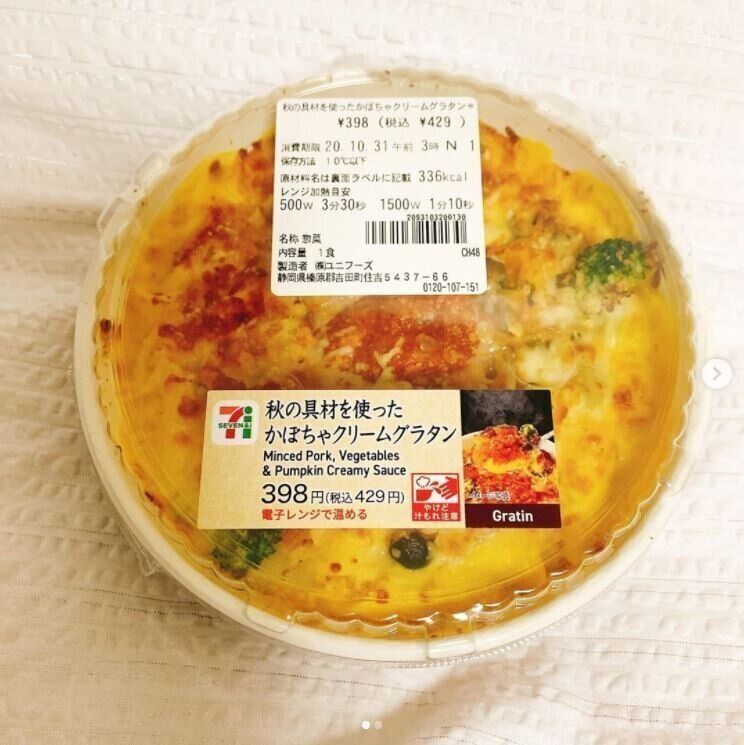 秋の具材を使ったかぼちゃクリームグラタン*
¥398 (税込 ¥429 )
消費期限 20.10.31 午前 3時 N 1
保存方法 10℃以下
原材料名は裏面ラベルに記載 336kcal
レンジ加熱目安
500W 3分30秒 1500W 1分10秒
2093103200130
名称 惣菜
内容量 1食 CH48
製造者 ㈱ユニフーズ
静岡県榛原郡吉田町住吉5437-66
0120-107-151
7i
SEVEN&i
秋の具材を使った
かぼちゃクリームグラタン
Minced Pork, Vegetables
& Pumpkin Creamy Sauce
398円(税込429円)
電子レンジで温める
やけど
汁もれ注意
イメージ写真
Gratin